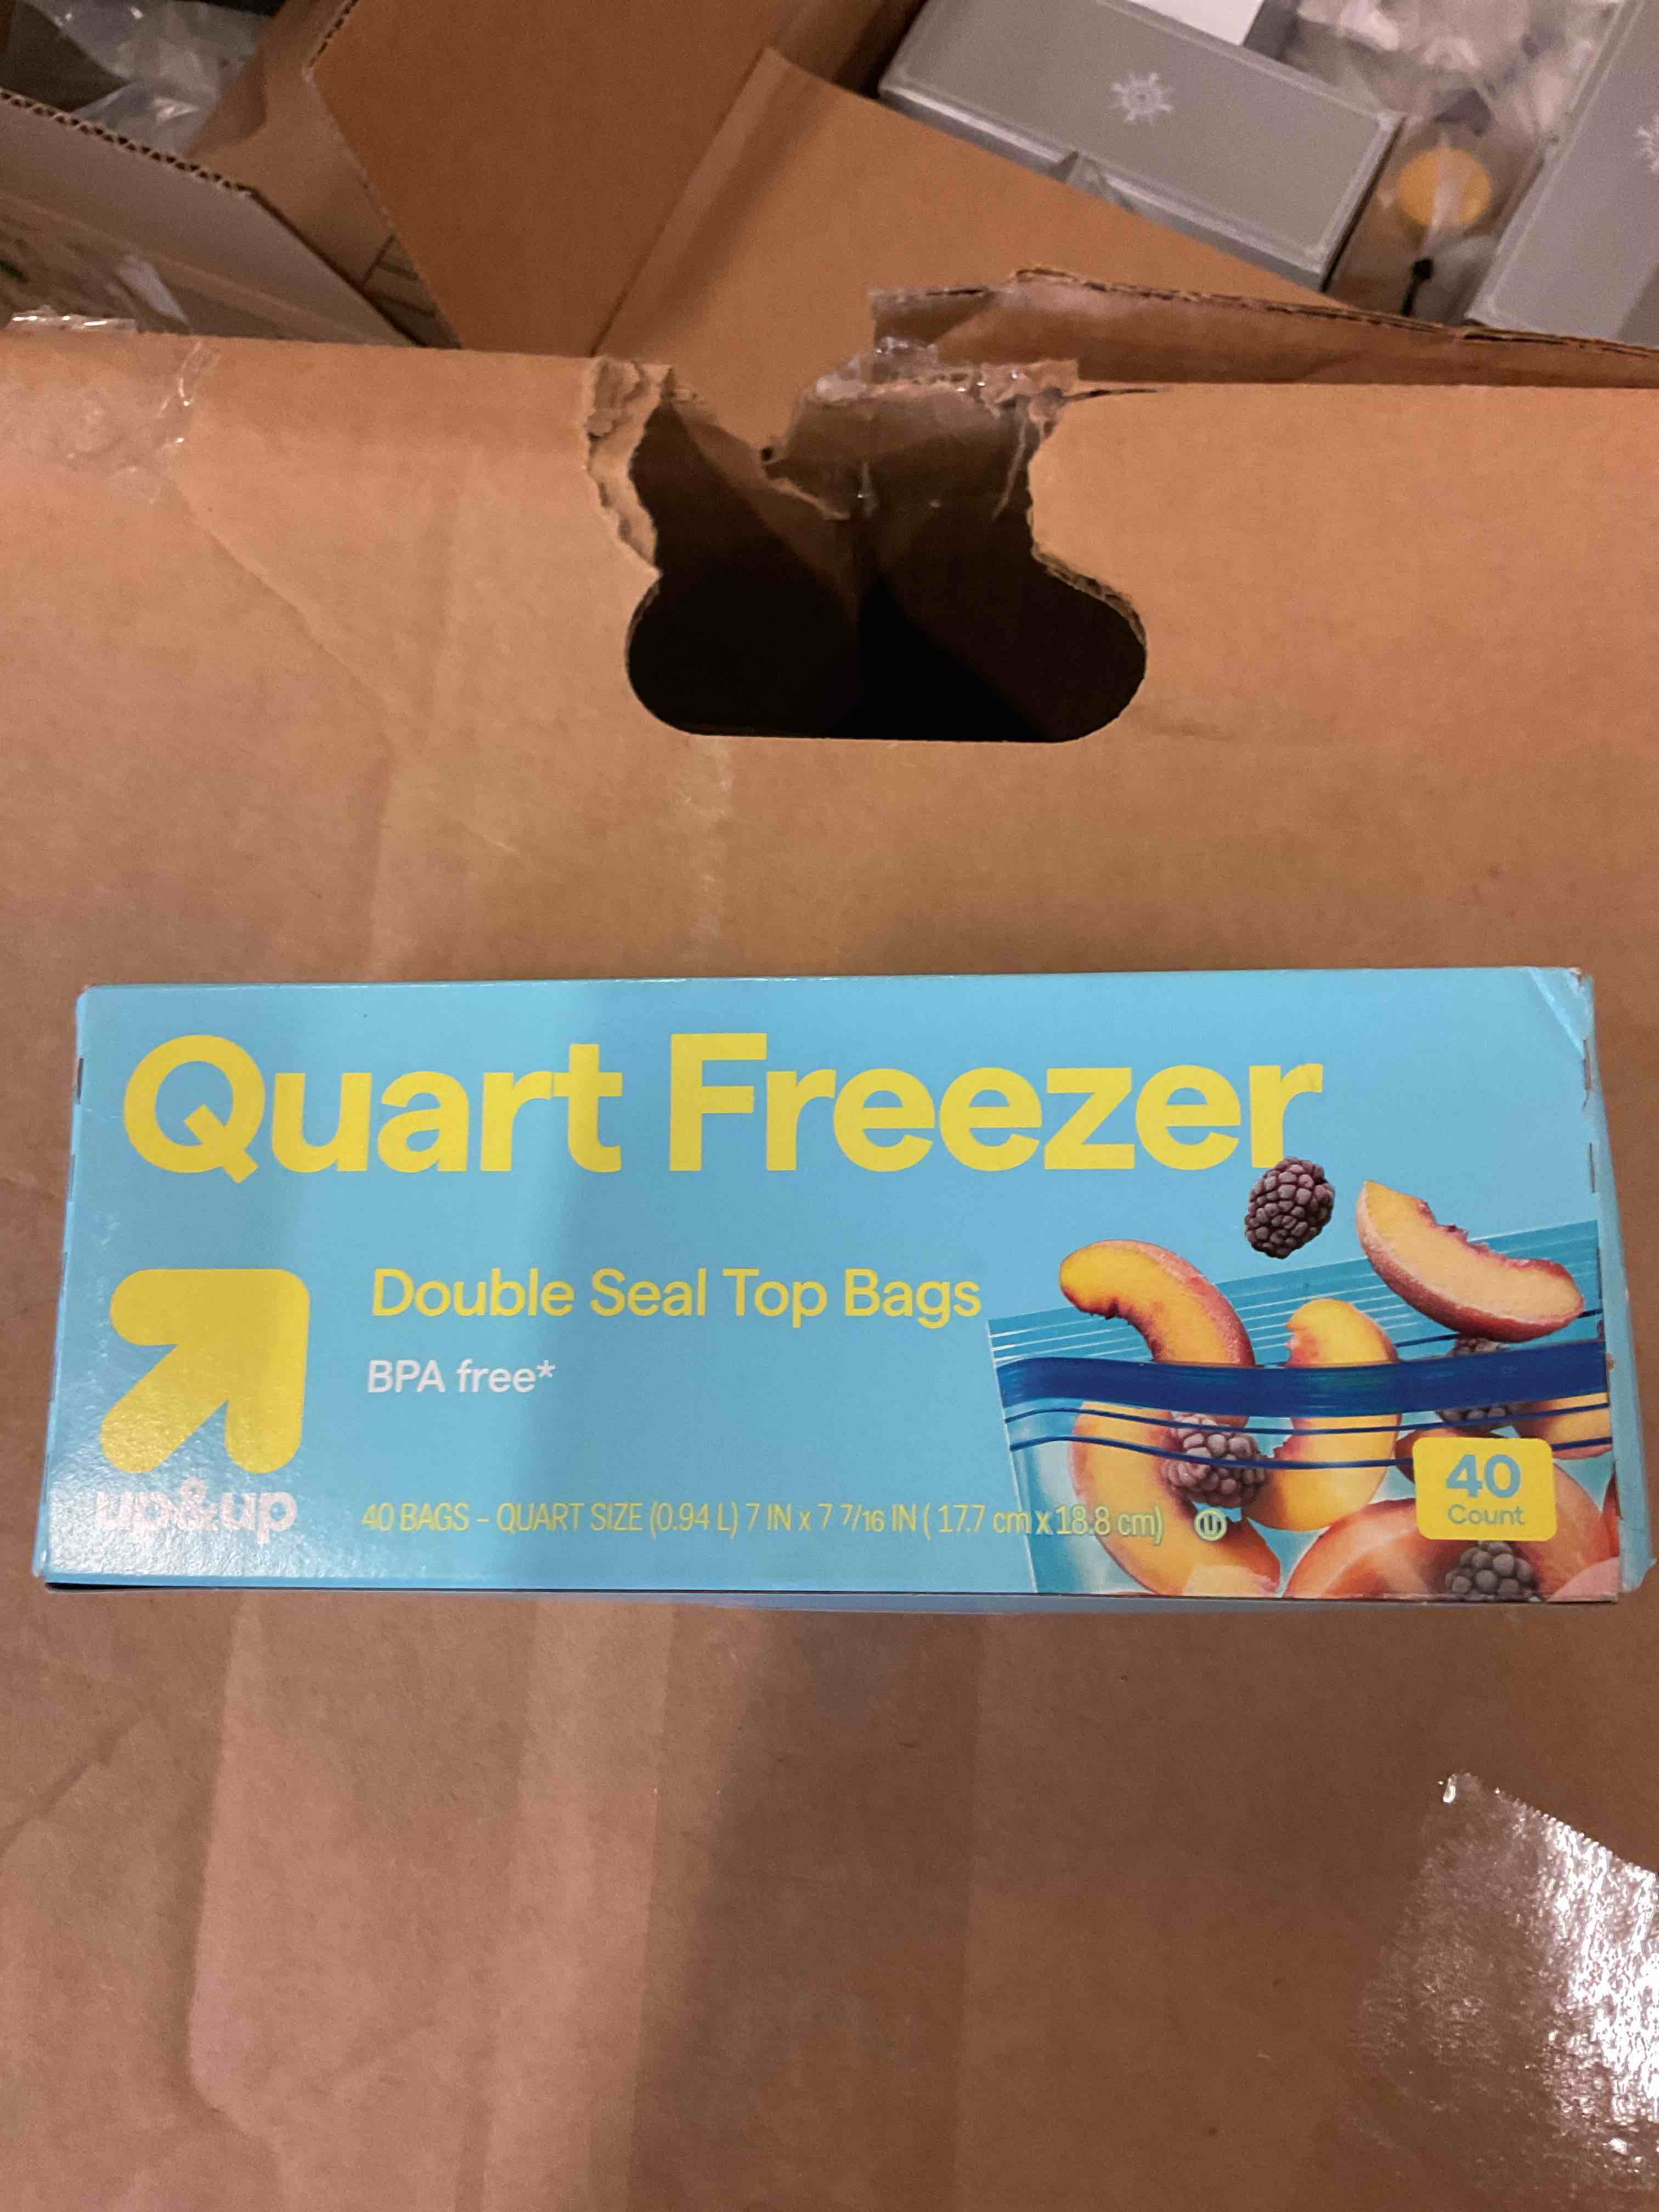 Quart Freezer
Double Seal Top Bags
BPA free*
up&up
40 BAGS – QUART SIZE (0.94 L) 7 IN x 7 7/16 IN ( 17.7 cm x 18.8 cm) U
40
Count